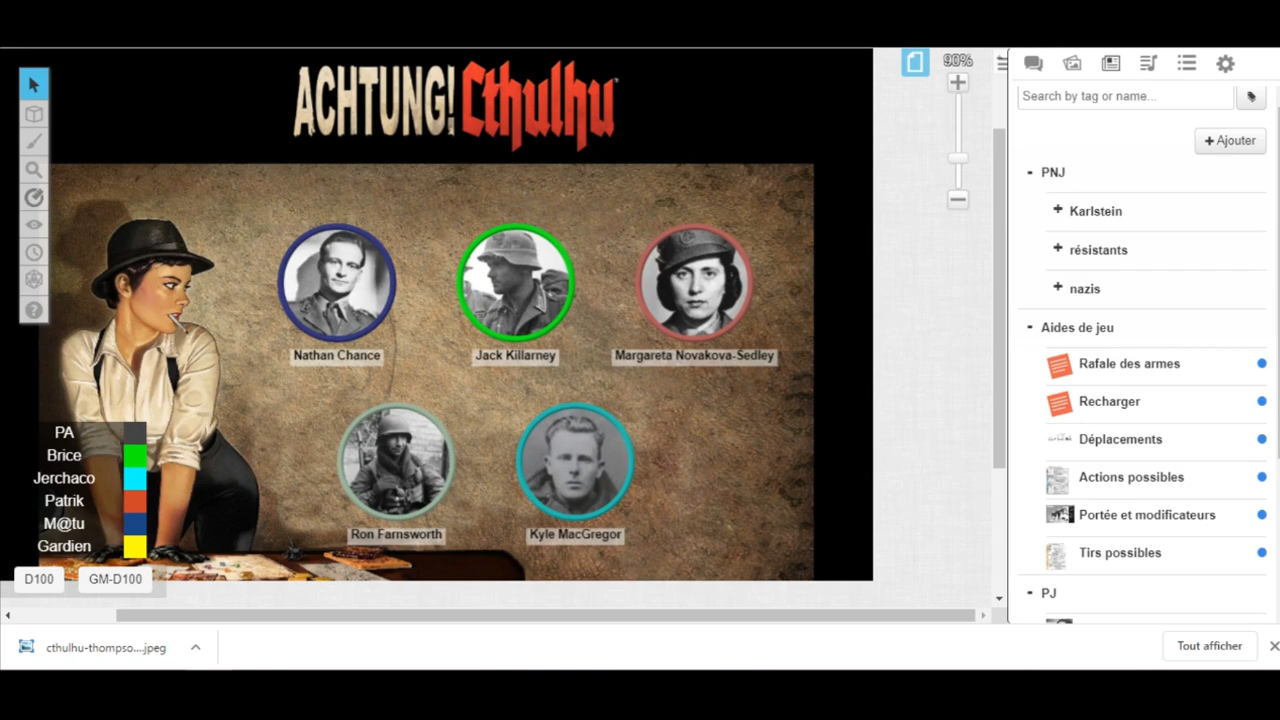 ACHTUNG! Cthulhu
90%
Search by tag or name...
+ Ajouter
PNJ
Karlstein
résistants
nazis
Aides de jeu
Rafale des armes
Recharger
Déplacements
Actions possibles
Portée et modificateurs
Tirs possibles
PJ
Nathan Chance
Jack Killarney
Margareta Novakova-Sedley
Ron Farnsworth
Kyle MacGregor
PA
Brice
Jerchaco
Patrik
M@tu
Gardien
D100
GM-D100
cthulhu-thompso....jpeg
Tout afficher